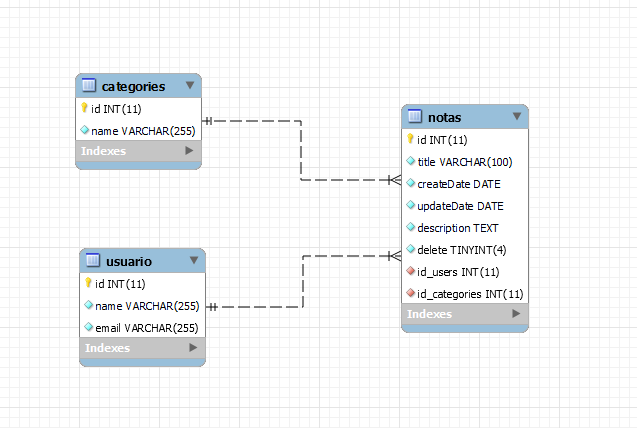 categories
id INT(11)
name VARCHAR(255)
Indexes
usuario
id INT(11)
name VARCHAR(255)
email VARCHAR(255)
Indexes
notas
id INT(11)
title VARCHAR(100)
createDate DATE
updateDate DATE
description TEXT
delete TINYINT(4)
id_users INT(11)
id_categories INT(11)
Indexes